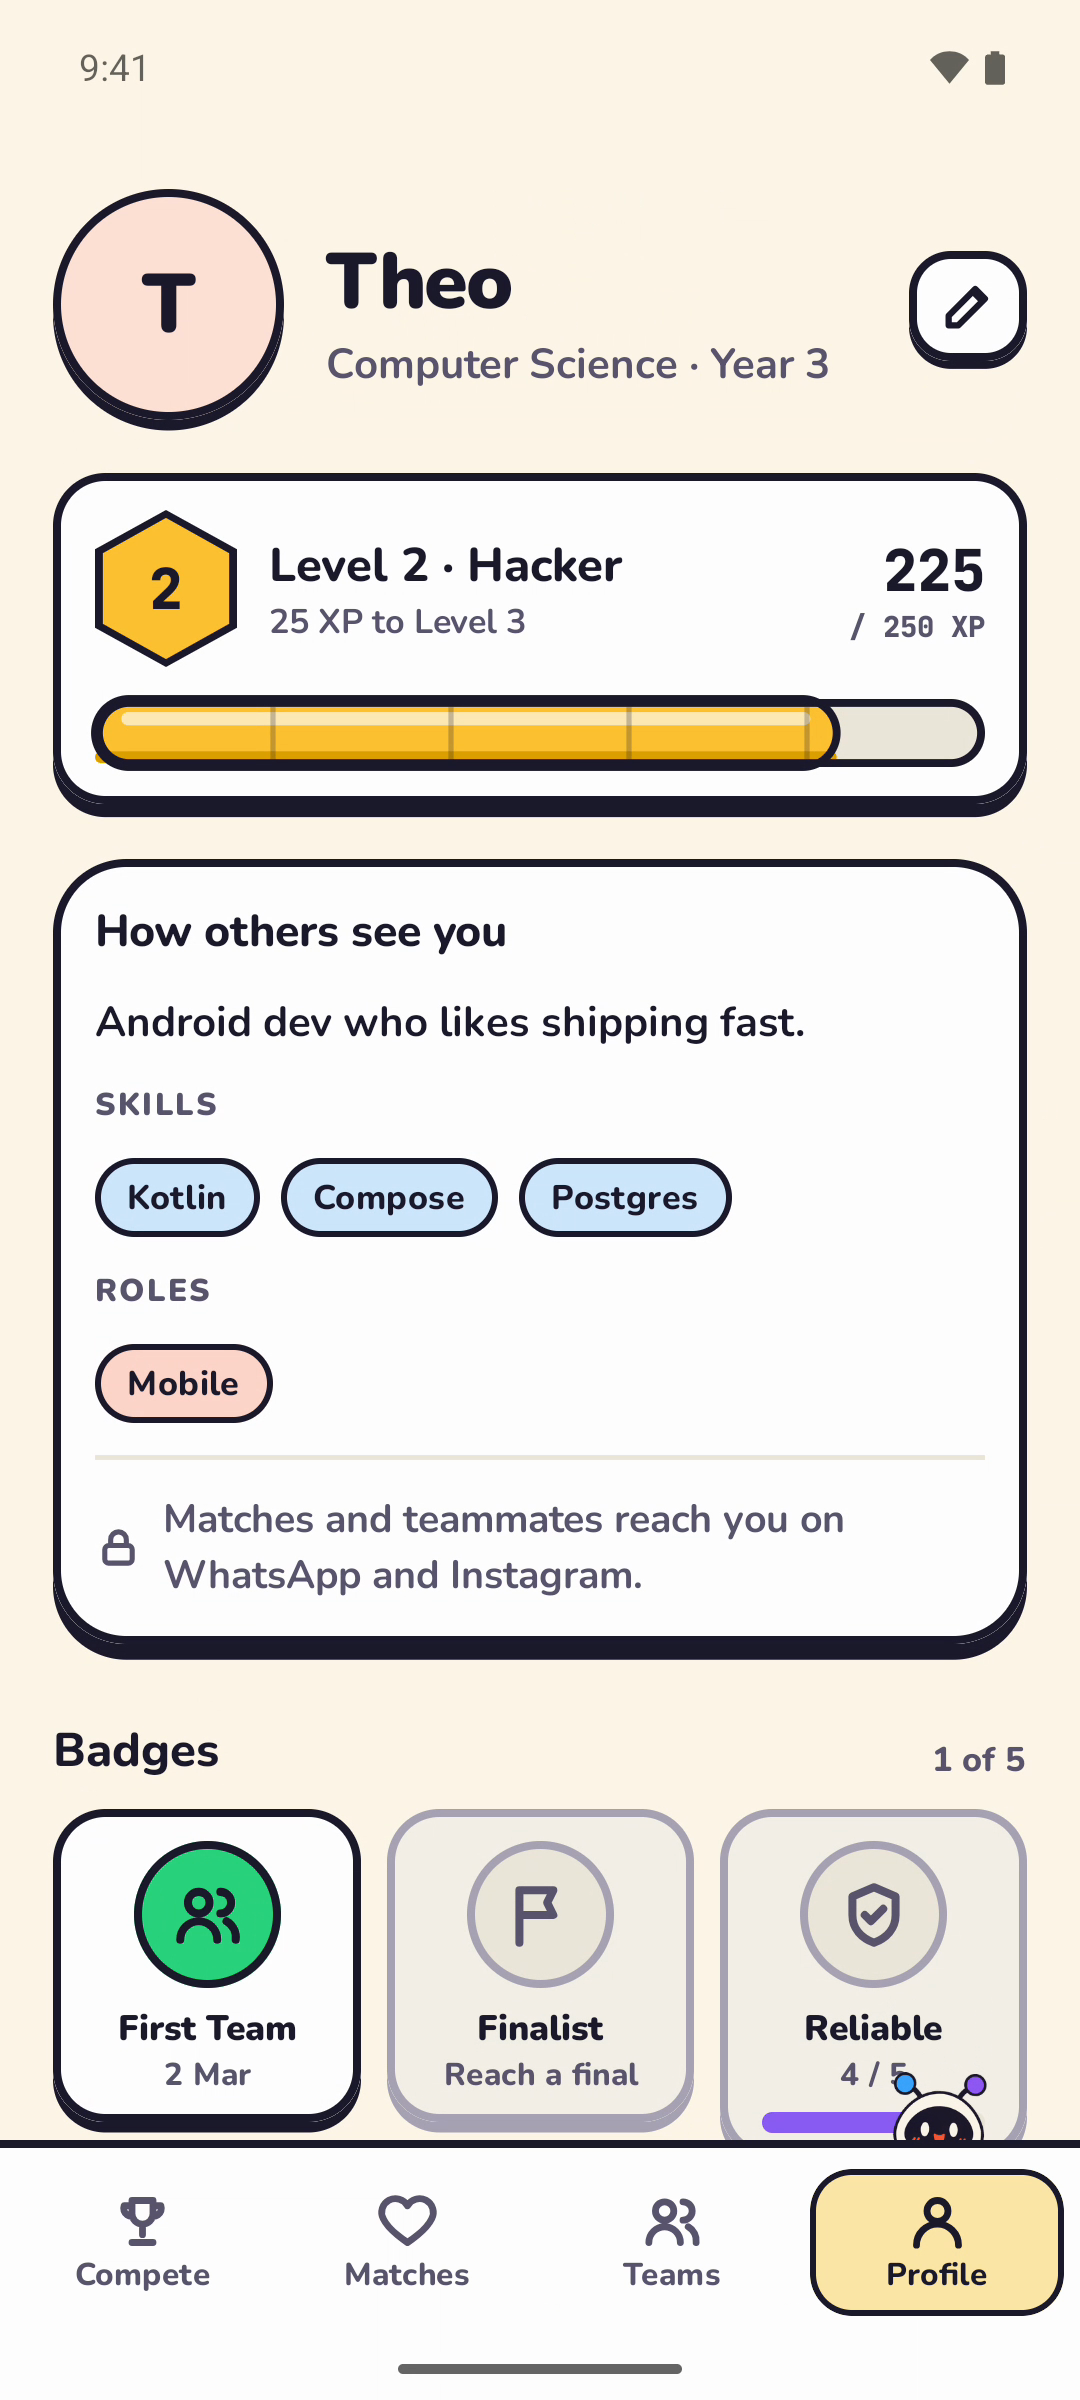 9:41
T
Theo
Computer Science · Year 3
2
Level 2 · Hacker
25 XP to Level 3
225
/ 250 XP
How others see you
Android dev who likes shipping fast.
SKILLS
Kotlin
Compose
Postgres
ROLES
Mobile
Matches and teammates reach you on
WhatsApp and Instagram.
Badges
1 of 5
First Team
2 Mar
Finalist
Reach a final
Reliable
4 / 5
Compete
Matches
Teams
Profile